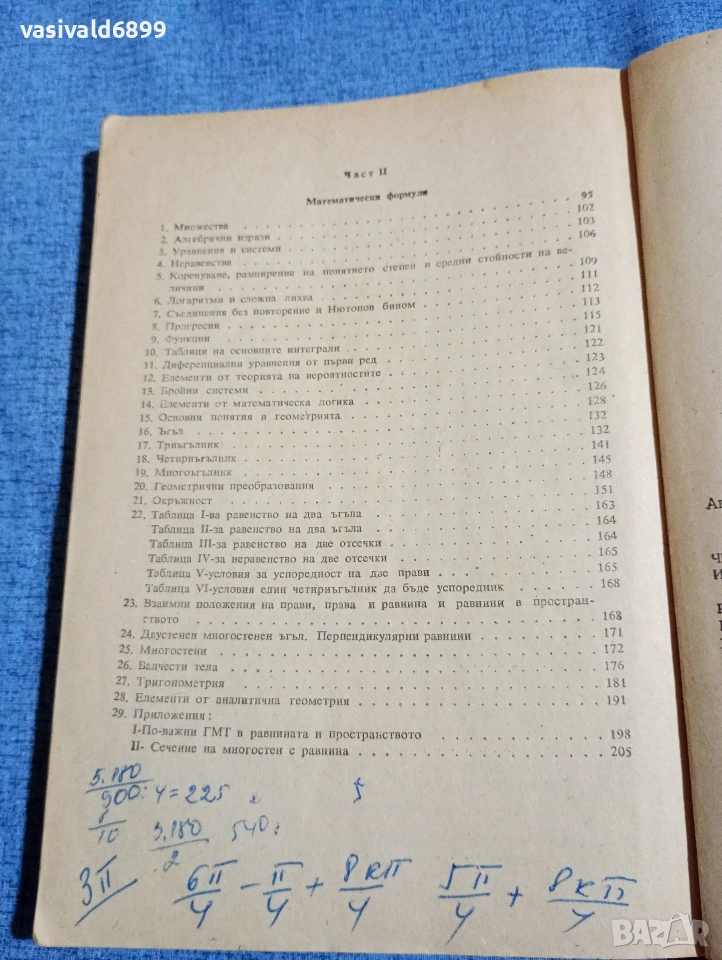 vasivald6899
Част II
Математически формули
1. Множества 95
2. Алгебрични изрази 102
3. Уравнения и системи 103
4. Неравенства 106
5. Коренуване, разширение на понятието степен и средни стойности на ве-
личини 109
6. Логаритми и сложна лихва 111
7. Съединения без повторение и Нютонов бином 112
8. Прогресии 113
9. Функции 115
10. Таблици на основните интеграли 121
11. Диференциални уравнения от първи ред 122
12. Елементи от теорията на вероятностите 123
13. Бройни системи 124
14. Елементи от математическа логика 126
15. Основни понятия в геометрията 128
16. Ъгъл 132
17. Триъгълник 132
18. Четириъгълник 141
19. Многоъгълник 145
20. Геометрични преобразования 148
21. Окръжност 151
22. Таблица I-ва равенство на два ъгъла 163
Таблица II-за равенство на два ъгъла 164
Таблица III-за равенство на две отсечки 164
Таблица IV-за неравенство на две отсечки 165
Таблица V-условия за успоредност на две прави 165
Таблица VI-условия един четириъгълник да бъде успоредник 168
23. Взаимни положения на прави, права и равнина и равнини в пространс-
твото 168
24. Двустенен многостенен ъгъл. Перпендикулярни равнини 171
25. Многостени 172
26. Валчести тела 176
27. Тригонометрия 181
28. Елементи от аналитична геометрия 191
29. Приложения:
I-По-важни ГМТ в равнината и пространството 198
II- Сечение на многостен с равнина 205
5.180
900:4=225 5
3.180 540:
10 2
3π 6π/4 - π/4 + 8кπ/4 5π/4 + 8кπ
BAZAR